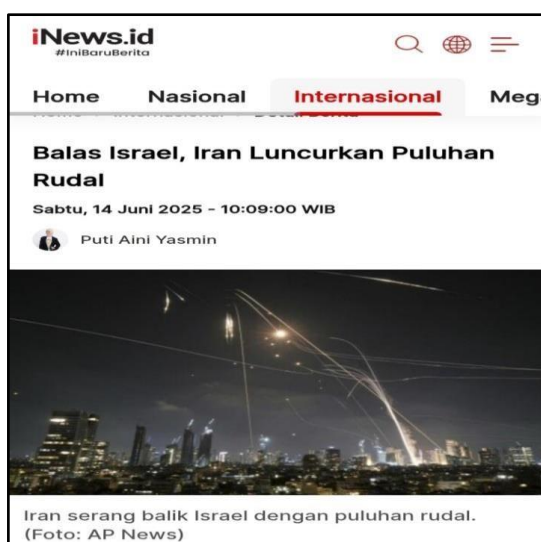 iNews.id
#IniBaruBerita
Home Nasional Internasional Mega
Balas Israel, Iran Luncurkan Puluhan
Rudal
Sabtu, 14 Juni 2025 - 10:09:00 WIB
Puti Aini Yasmin
Iran serang balik Israel dengan puluhan rudal.
(Foto: AP News)